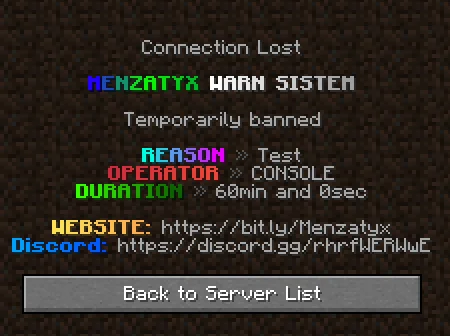 Connection Lost
MENZATYX WARN SISTEM
Temporarily banned
REASON » Test
OPERATOR » CONSOLE
DURATION » 60min and 0sec
WEBSITE: https://bit.ly/Menzatyx
Discord: https://discord.gg/rhrfWERWwE
Back to Server List